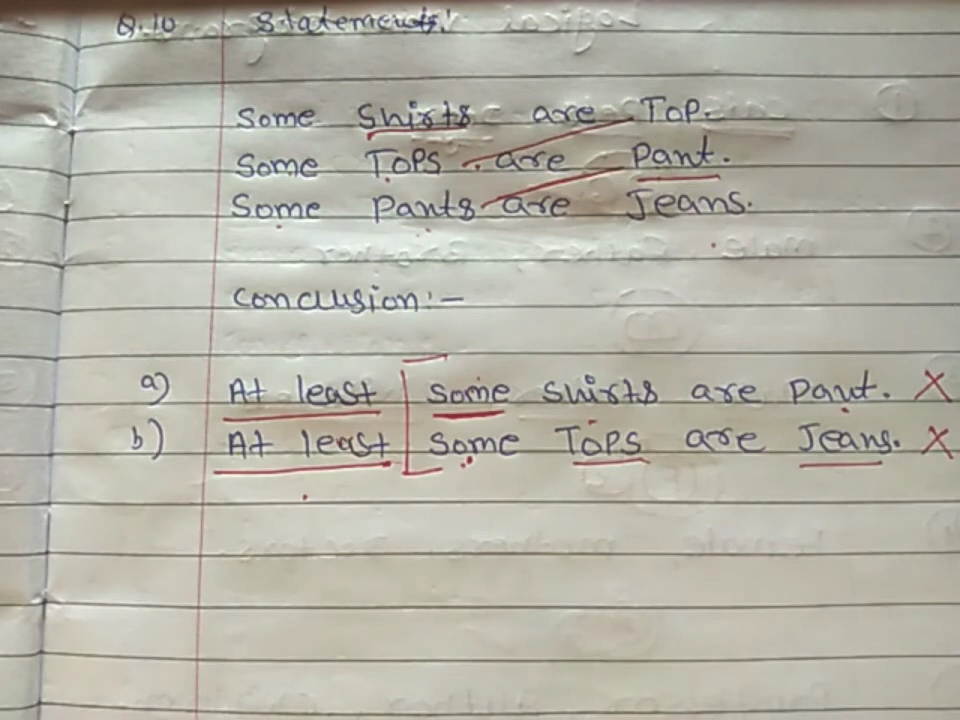 Q.10 Statements:
Some Shirts are Top.
Some Tops are Pant.
Some Pants are Jeans.
Conclusion:-
a) At least some shirts are Pant. X
b) At least Some Tops are Jeans. X